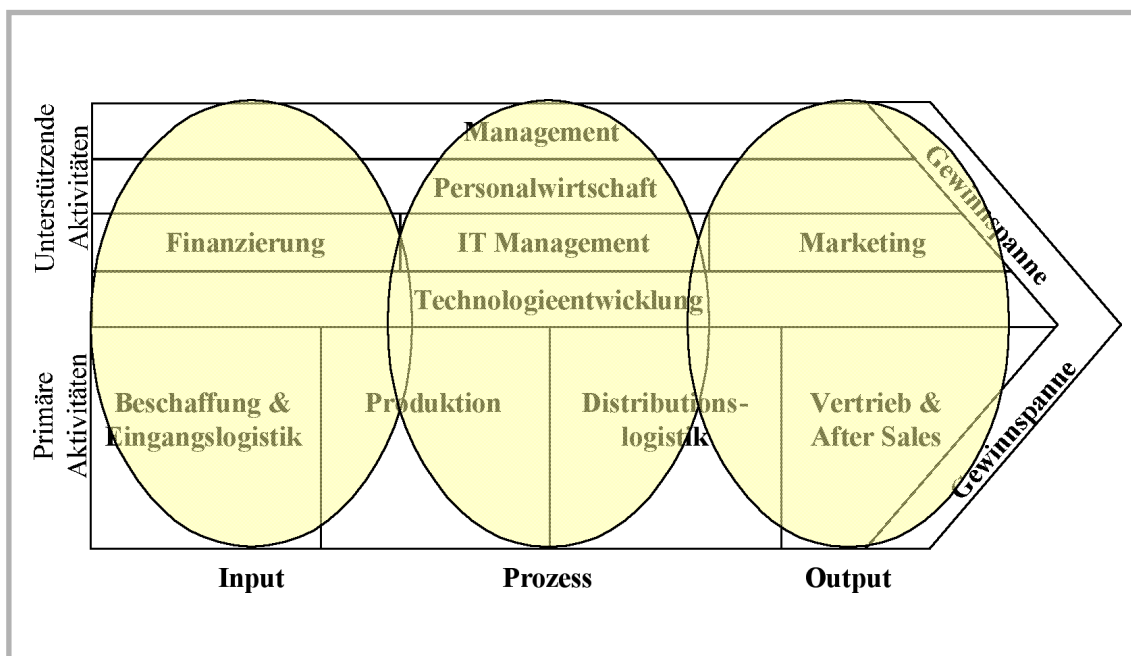 Unterstützende
Aktivitäten
Management
Personalwirtschaft
Finanzierung
IT Management
Marketing
Technologieentwicklung
Gewinnspanne
Primäre
Aktivitäten
Beschaffung &
Eingangslogistik
Produktion
Distributions-
logistik
Vertrieb &
After Sales
Gewinnspanne
Input
Prozess
Output